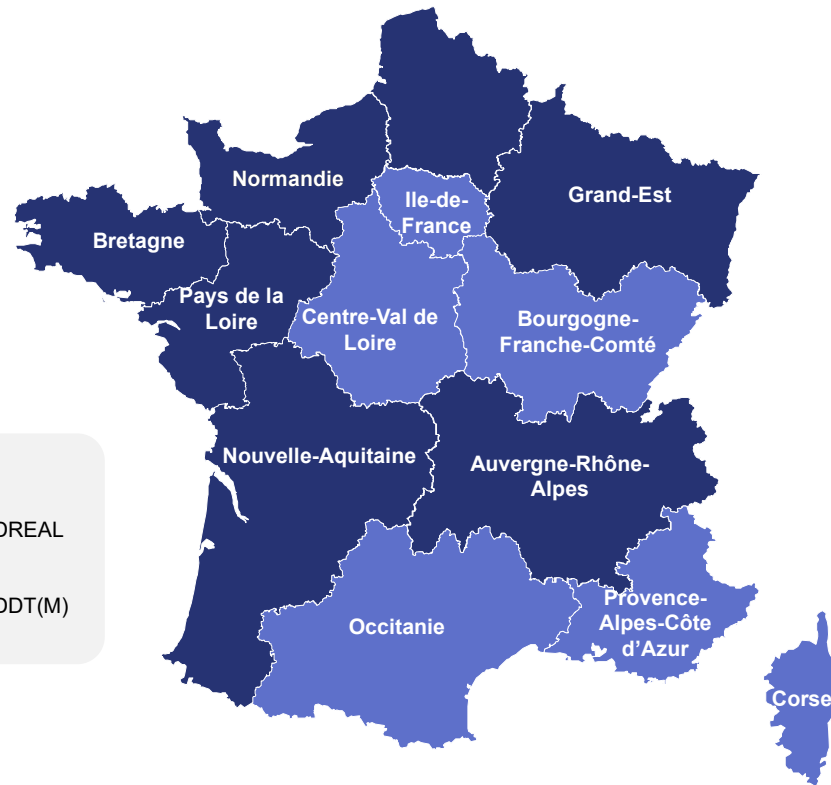 Normandie
Ile-de-
France
Grand-Est
Bretagne
Pays de la
Loire
Centre-Val de
Loire
Bourgogne-
Franche-Comté
Nouvelle-Aquitaine
Auvergne-Rhône-
Alpes
DREAL
DDT(M)
Occitanie
Provence-
Alpes-Côte
d'Azur
Corse